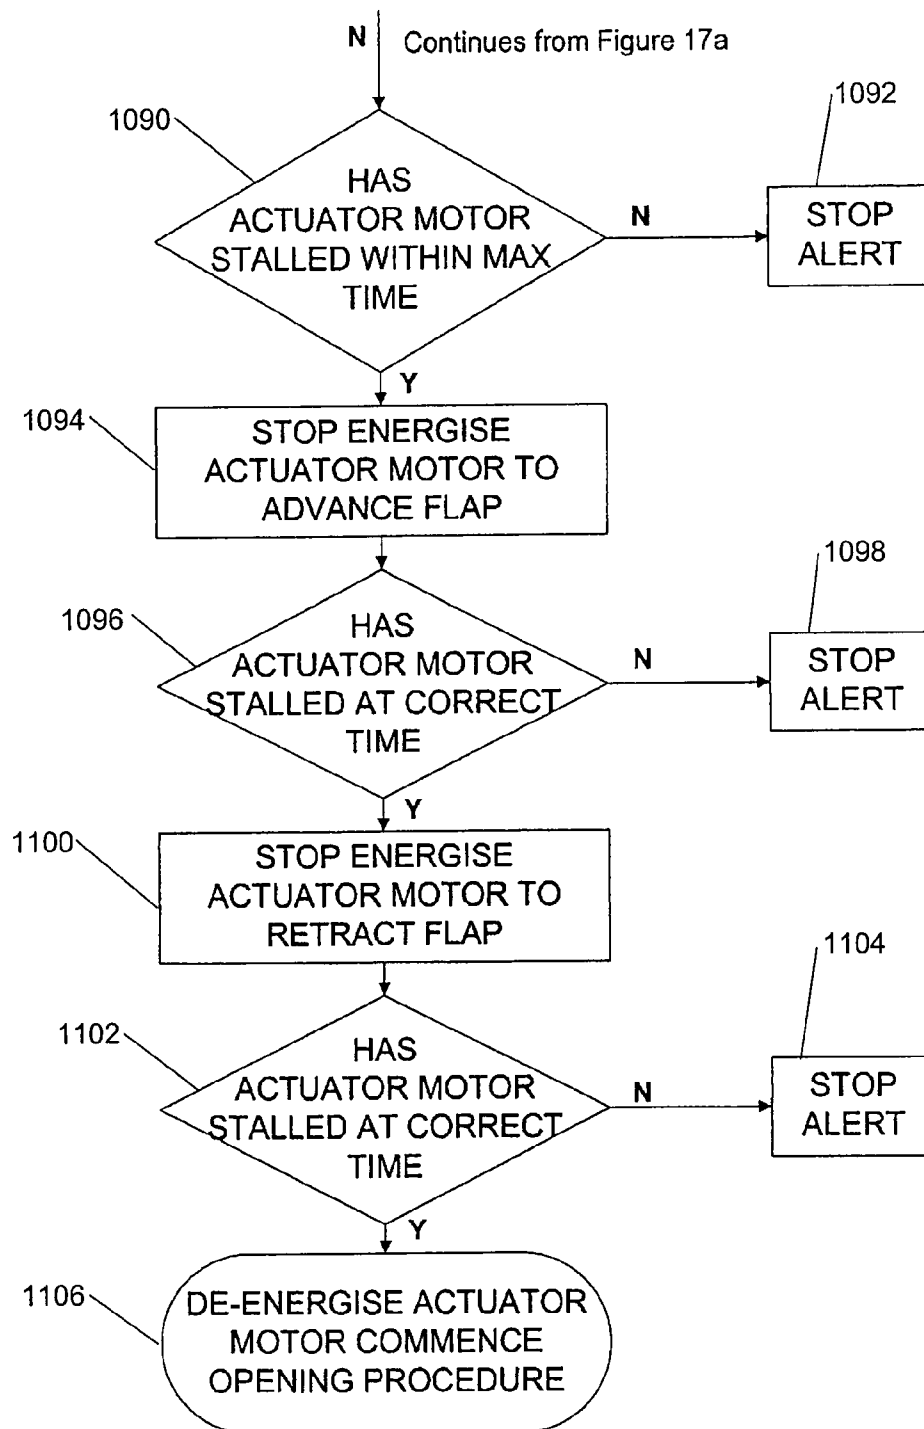 N
Continues from Figure 17a
1090
HAS
ACTUATOR MOTOR
STALLED WITHIN MAX
TIME
N
1092
STOP
ALERT
Y
1094
STOP ENERGISE
ACTUATOR MOTOR TO
ADVANCE FLAP
1096
HAS
ACTUATOR MOTOR
STALLED AT CORRECT
TIME
N
1098
STOP
ALERT
Y
1100
STOP ENERGISE
ACTUATOR MOTOR TO
RETRACT FLAP
1102
HAS
ACTUATOR MOTOR
STALLED AT CORRECT
TIME
N
1104
STOP
ALERT
Y
1106
DE-ENERGISE ACTUATOR
MOTOR COMMENCE
OPENING PROCEDURE